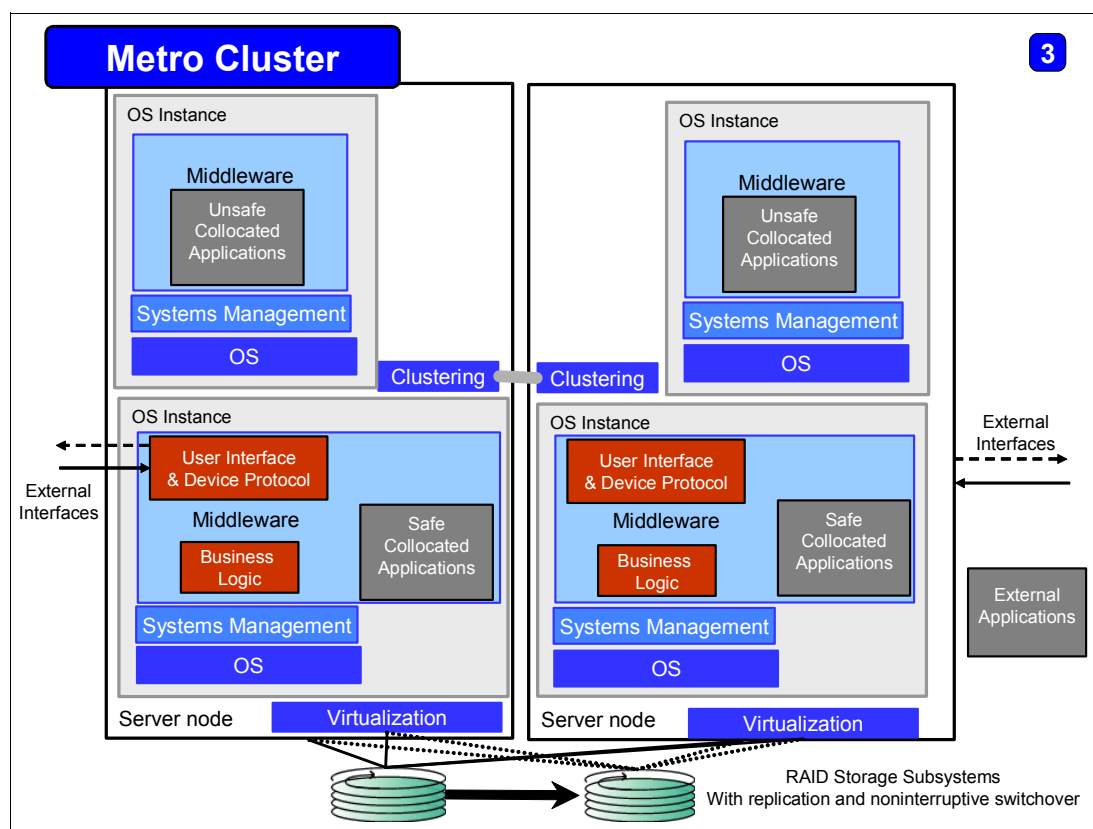 Metro Cluster
3
OS Instance
Middleware
Unsafe
Collocated
Applications
Systems Management
OS
Clustering
OS Instance
Middleware
Unsafe
Collocated
Applications
Systems Management
OS
Clustering
OS Instance
User Interface
& Device Protocol
Middleware
Business
Logic
Safe
Collocated
Applications
Systems Management
OS
External
Interfaces
Server node
Virtualization
OS Instance
User Interface
& Device Protocol
Middleware
Business
Logic
Safe
Collocated
Applications
Systems Management
OS
External
Interfaces
External
Applications
Server node
Virtualization
RAID Storage Subsystems
With replication and noninterruptive switchover